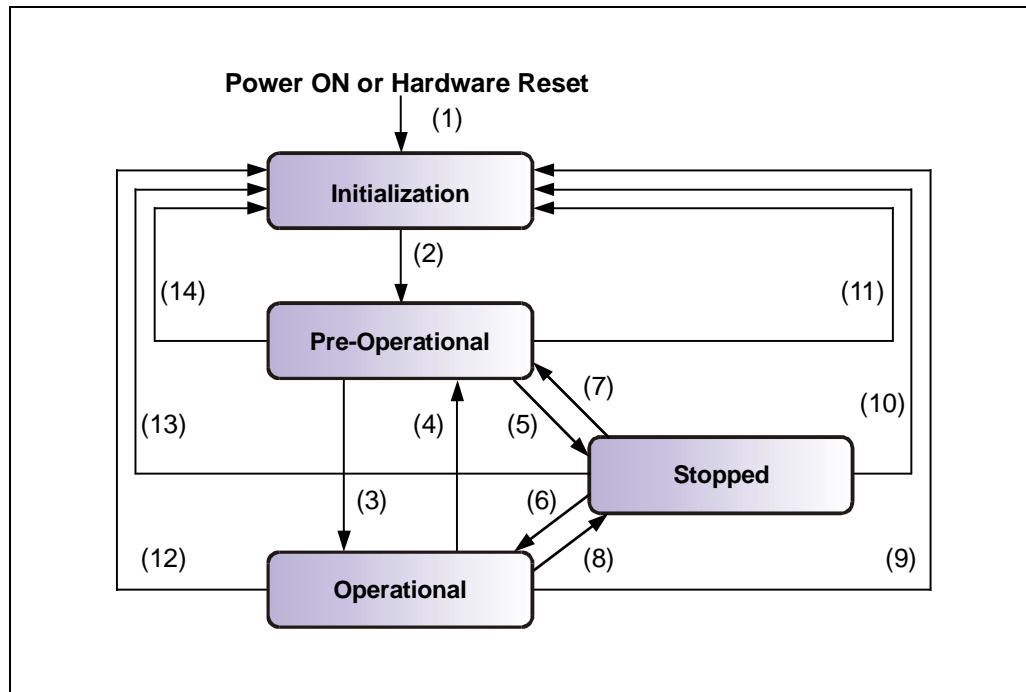 Power ON or Hardware Reset
(1)
Initialization
(2)
(14)
(11)
Pre-Operational
(7)
(10)
(13)
(4)
(5)
Stopped
(3)
(6)
(12)
(8)
(9)
Operational